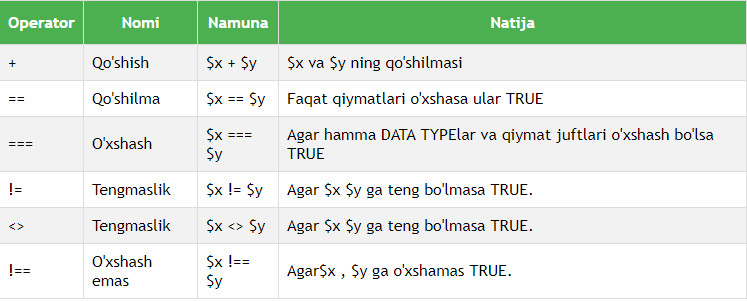 Operator Nomi Namuna Natija
+ Qo'shish $x + $y $x va $y ning qo'shilmasi
== Qo'shilma $x == $y Faqat qiymatlari o'xshasa ular TRUE
=== O'xshash $x === $y Agar hamma DATA TYPElar va qiymat juftlari o'xshash bo'lsa TRUE
!= Tengmaslik $x != $y Agar $x $y ga teng bo'lmasa TRUE.
<> Tengmaslik $x <> $y Agar $x $y ga teng bo'lmasa TRUE.
!== O'xshash emas $x !== $y Agar$x , $y ga o'xshamas TRUE.